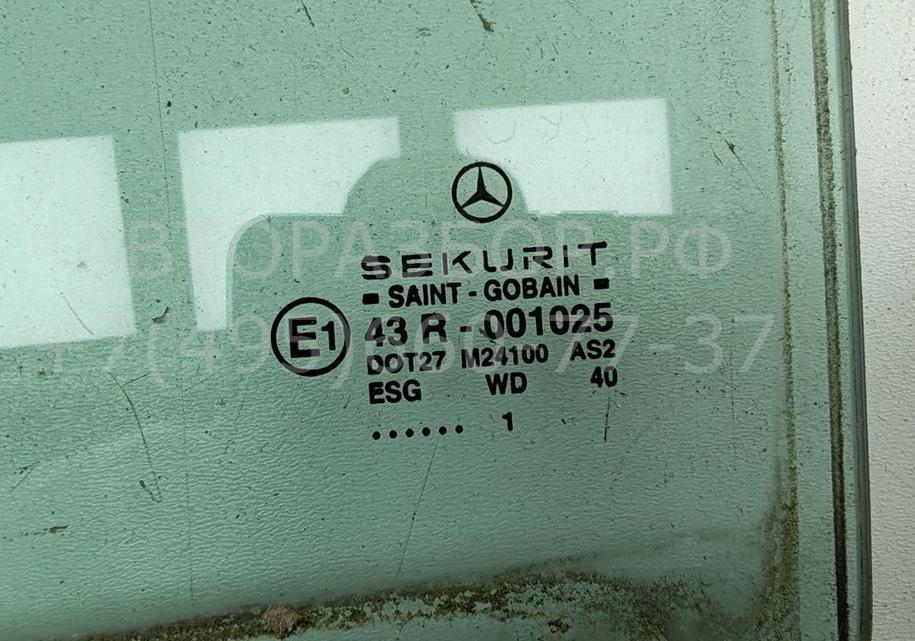 АВТОРАЗБОР.РФ
SEKURIT
SAINT - GOBAIN
E1
43 R - 001025
DOT27 M24100 AS2
ESG WD 40
...... 1